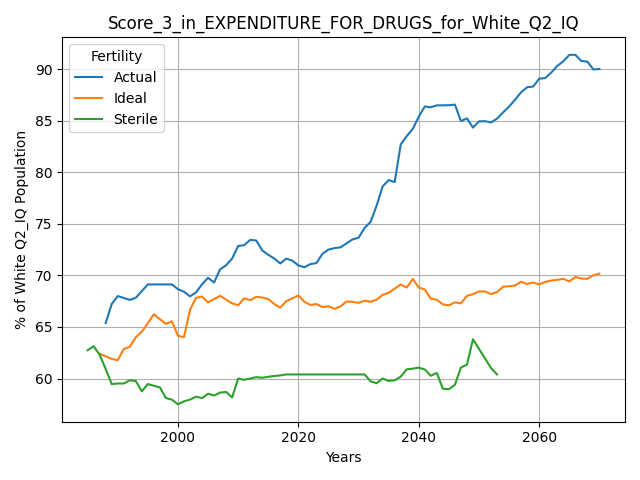 Score_3_in_EXPENDITURE_FOR_DRUGS_for_White_Q2_IQ
Fertility
Actual
Ideal
Sterile
% of White Q2_IQ Population
90
85
80
75
70
65
60
2000 2020 2040 2060
Years